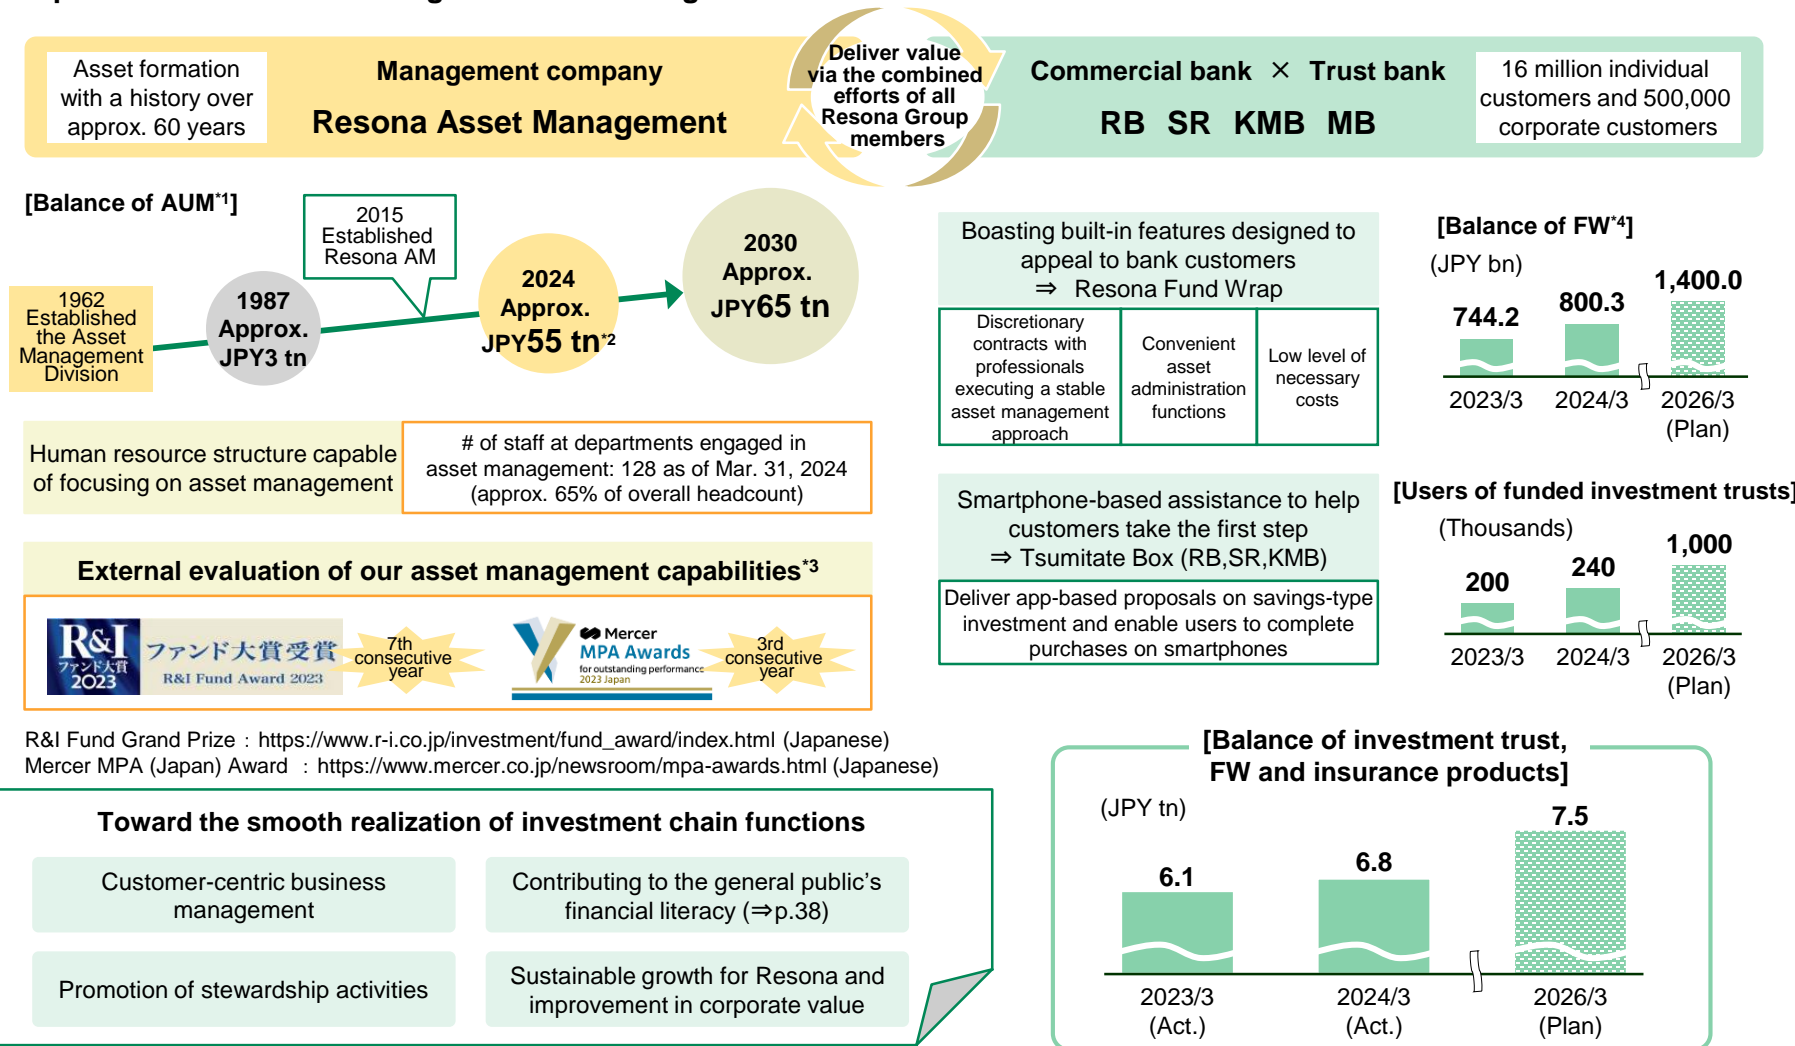 Asset formation
with a history over
approx. 60 years
Management company
Resona Asset Management
Deliver value
via the combined
efforts of all
Resona Group
members
Commercial bank × Trust bank
RB SR KMB MB
16 million individual
customers and 500,000
corporate customers
[Balance of AUM*1]
1962
Established
the Asset
Management
Division
1987
Approx.
JPY3 tn
2015
Established
Resona AM
2024
Approx.
JPY55 tn*2
2030
Approx.
JPY65 tn
Human resource structure capable
of focusing on asset management
# of staff at departments engaged in
asset management: 128 as of Mar. 31, 2024
(approx. 65% of overall headcount)
External evaluation of our asset management capabilities*3
R&I
ファンド大賞
2023
ファンド大賞受賞
R&I Fund Award 2023
7th
consecutive
year
Mercer
MPA Awards
for outstanding performance
2023 Japan
3rd
consecutive
year
R&I Fund Grand Prize：https://www.r-i.co.jp/investment/fund_award/index.html (Japanese)
Mercer MPA (Japan) Award ：https://www.mercer.co.jp/newsroom/mpa-awards.html (Japanese)
Toward the smooth realization of investment chain functions
Customer-centric business
management
Contributing to the general public's
financial literacy (⇒p.38)
Promotion of stewardship activities
Sustainable growth for Resona and
improvement in corporate value
Boasting built-in features designed to
appeal to bank customers
⇒ Resona Fund Wrap
Discretionary
contracts with
professionals
executing a stable
asset management
approach
Convenient
asset
administration
functions
Low level of
necessary
costs
[Balance of FW*4]
(JPY bn)
744.2
800.3
1,400.0
2023/3
2024/3
2026/3
(Plan)
Smartphone-based assistance to help
customers take the first step
⇒ Tsumitate Box (RB,SR,KMB)
Deliver app-based proposals on savings-type
investment and enable users to complete
purchases on smartphones
[Users of funded investment trusts]
(Thousands)
200
240
1,000
2023/3
2024/3
2026/3
(Plan)
[Balance of investment trust,
FW and insurance products]
(JPY tn)
6.1
6.8
7.5
2023/3
(Act.)
2024/3
(Act.)
2026/3
(Plan)